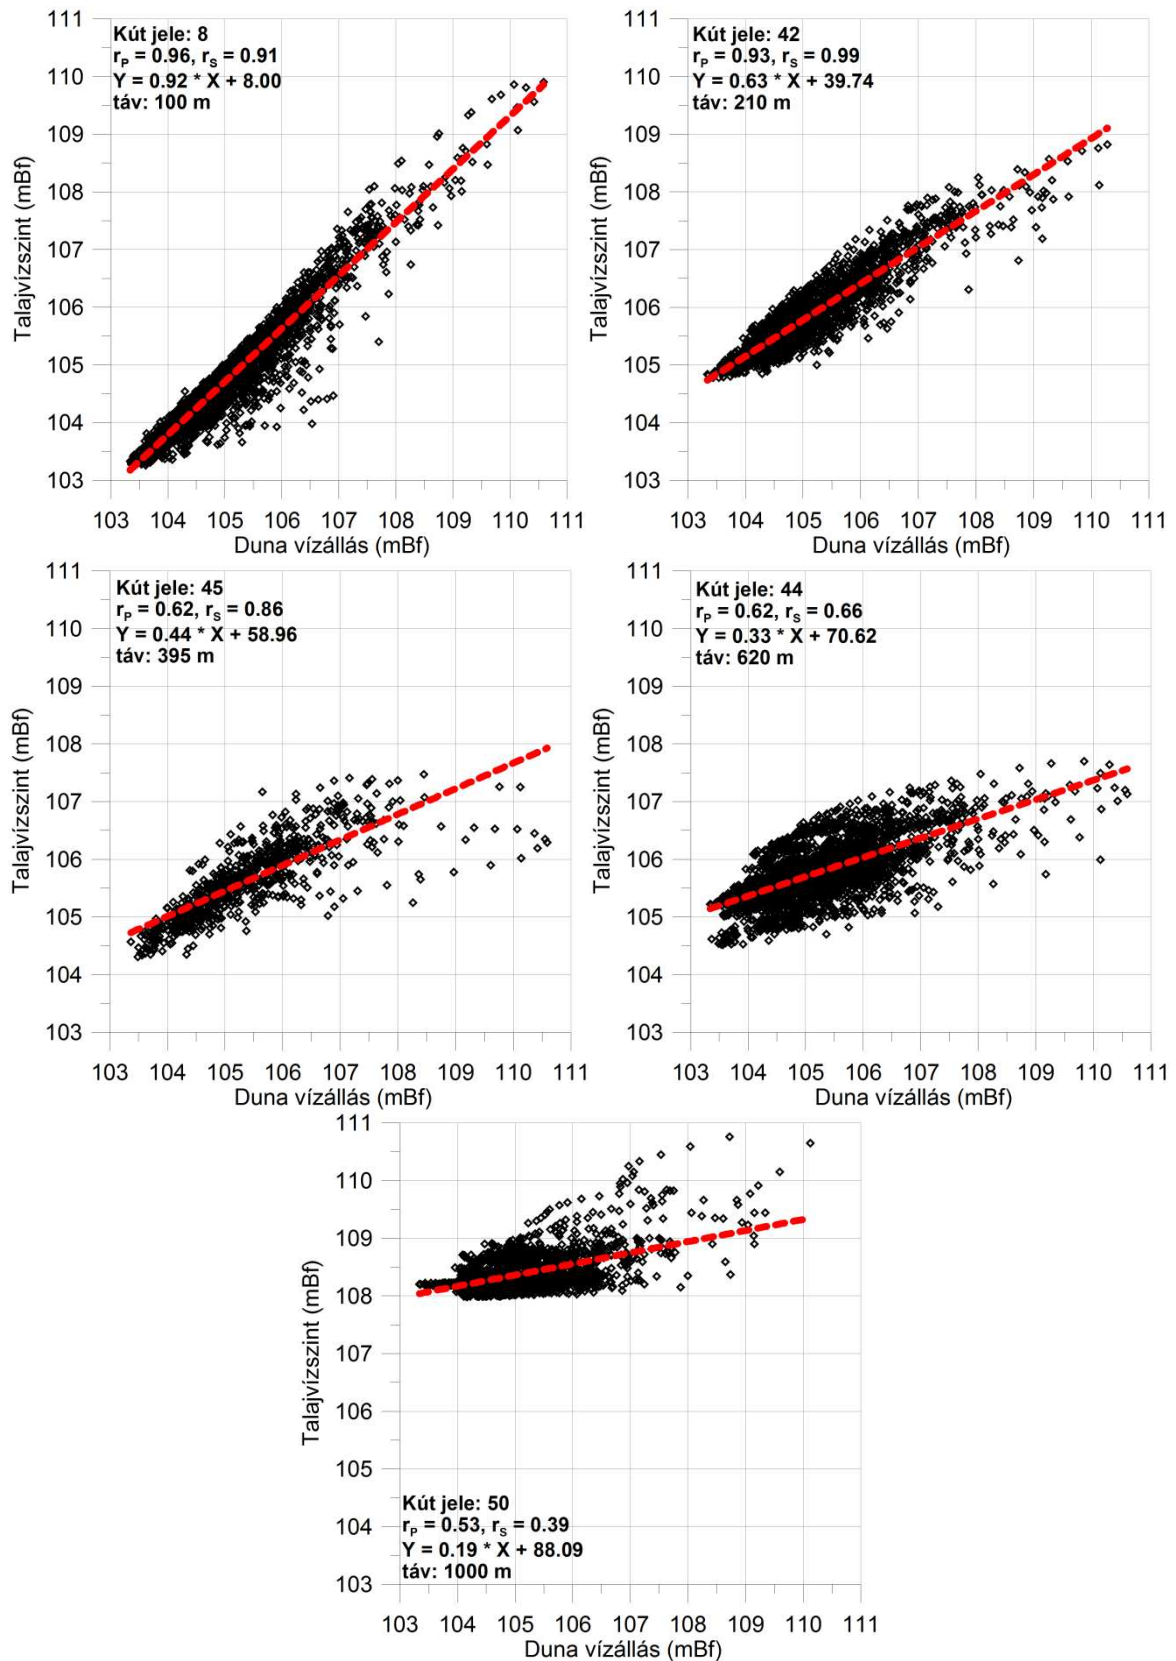 111
110
109
108
107
106
105
104
103
Talajvízszint (mBf)
Kút jele: 8
rP = 0.96, rS = 0.91
Y = 0.92 * X + 8.00
táv: 100 m
103 104 105 106 107 108 109 110 111
Duna vízállás (mBf)
111
110
109
108
107
106
105
104
103
Talajvízszint (mBf)
Kút jele: 42
rP = 0.93, rS = 0.99
Y = 0.63 * X + 39.74
táv: 210 m
103 104 105 106 107 108 109 110 111
Duna vízállás (mBf)
111
110
109
108
107
106
105
104
103
Talajvízszint (mBf)
Kút jele: 45
rP = 0.62, rS = 0.86
Y = 0.44 * X + 58.96
táv: 395 m
103 104 105 106 107 108 109 110 111
Duna vízállás (mBf)
111
110
109
108
107
106
105
104
103
Talajvízszint (mBf)
Kút jele: 44
rP = 0.62, rS = 0.66
Y = 0.33 * X + 70.62
táv: 620 m
103 104 105 106 107 108 109 110 111
Duna vízállás (mBf)
111
110
109
108
107
106
105
104
103
Talajvízszint (mBf)
Kút jele: 50
rP = 0.53, rS = 0.39
Y = 0.19 * X + 88.09
táv: 1000 m
103 104 105 106 107 108 109 110 111
Duna vízállás (mBf)